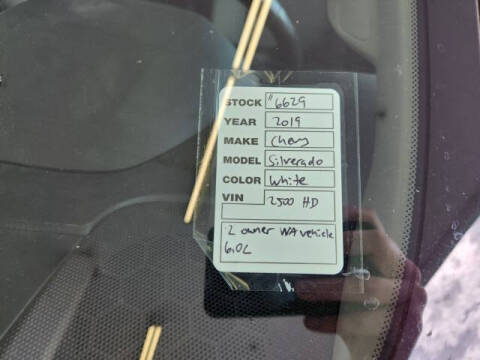 STOCK #6629
YEAR 2019
MAKE Chevy
MODEL Silverado
COLOR White
VIN 2500 HD
2 owner WA vehicle
6.0L